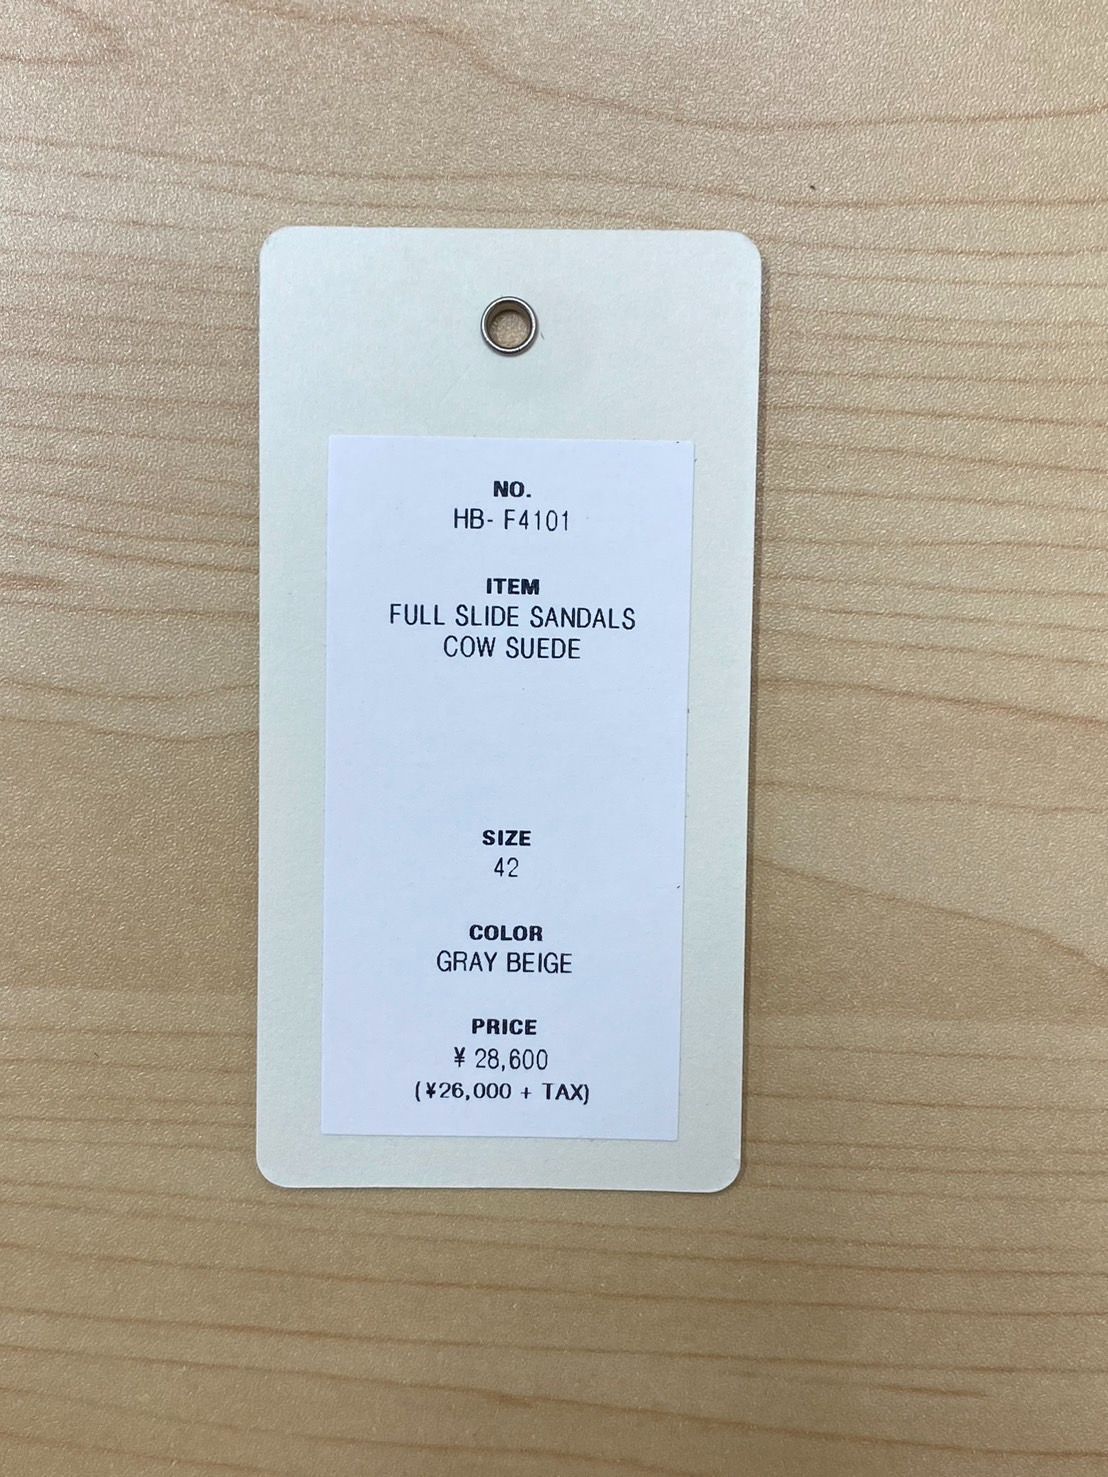 NO.
HB- F4101
ITEM
FULL SLIDE SANDALS
COW SUEDE
SIZE
42
COLOR
GRAY BEIGE
PRICE
¥ 28,600
(¥26,000 + TAX)